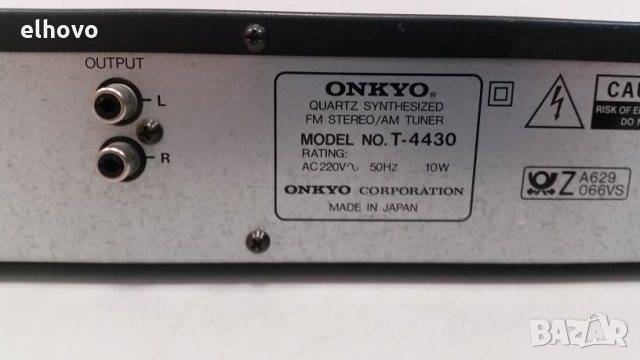 elhovo
OUTPUT
L
R
ONKYO®
QUARTZ SYNTHESIZED
FM STEREO/AM TUNER
MODEL NO. T-4430
RATING:
AC 220V∿ 50HZ 10W
ONKYO CORPORATION
MADE IN JAPAN
CAU
RISK OF E
DO N
Z A629
066VS
BAZAR